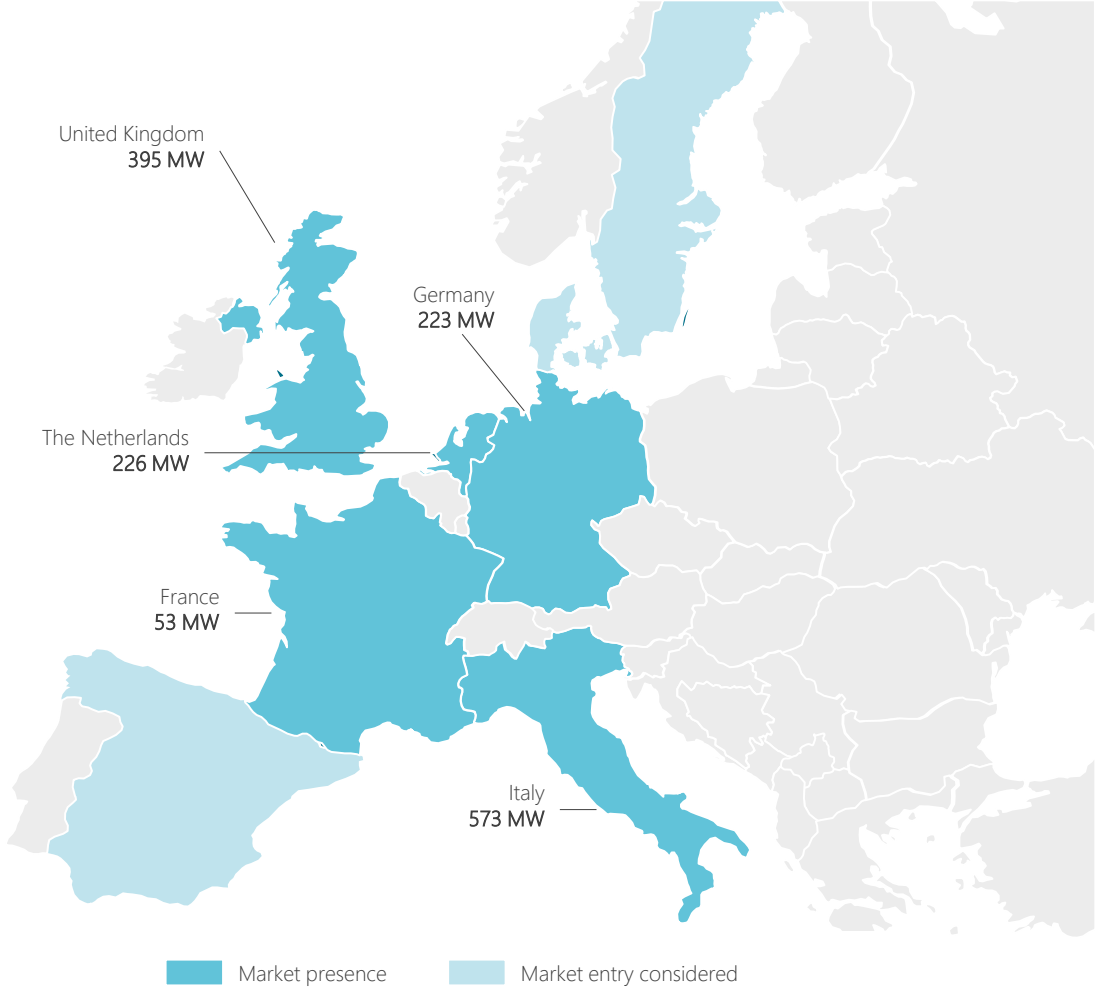 United Kingdom
395 MW
Germany
223 MW
The Netherlands
226 MW
France
53 MW
Italy
573 MW
Market presence
Market entry considered